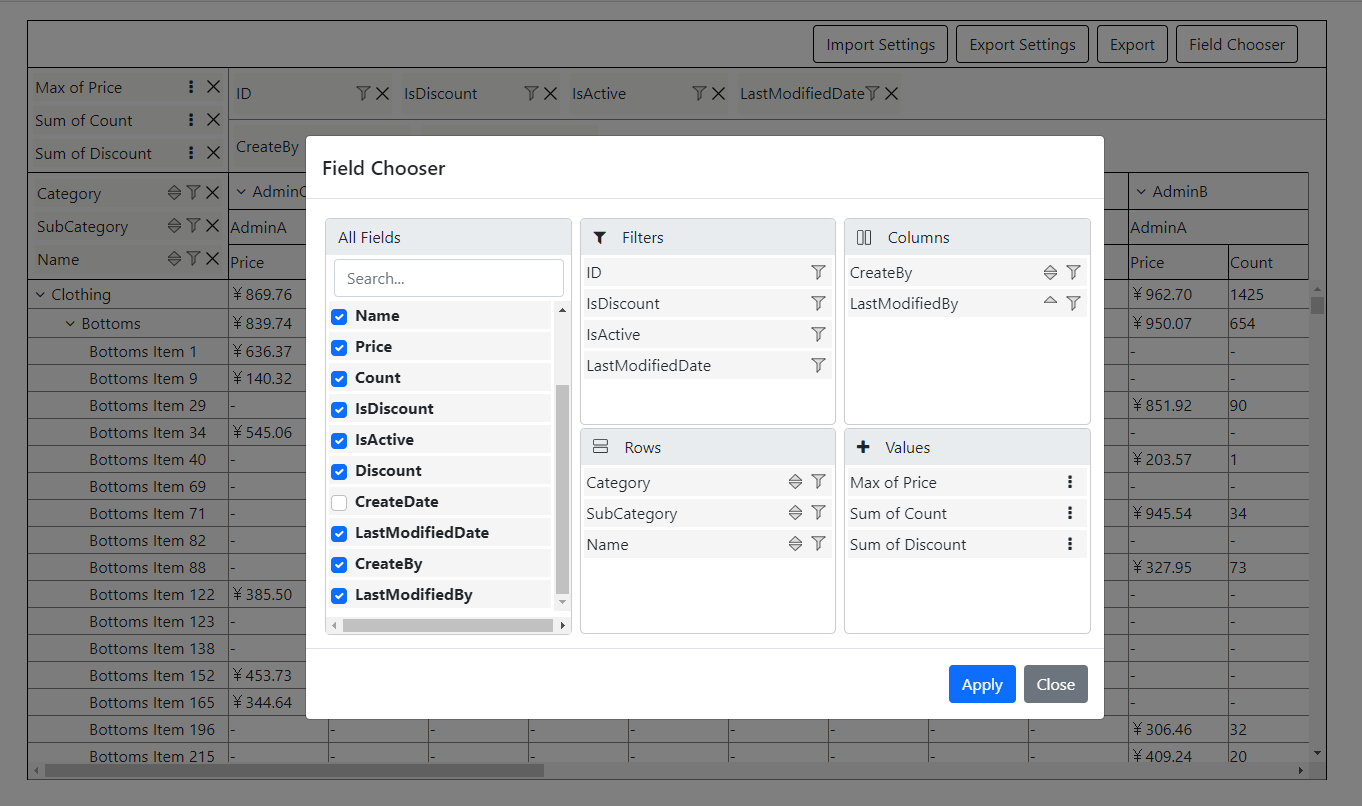 Import Settings Export Settings Export Field Chooser
Max of Price
Sum of Count
Sum of Discount
ID IsDiscount IsActive LastModifiedDate
CreateBy
Category
SubCategory
Name
AdminB
AdminA AdminA
Price Price Count
Clothing ¥ 869.76 ¥ 962.70 1425
Bottoms ¥ 839.74 ¥ 950.07 654
Bottoms Item 1 ¥ 636.37 - -
Bottoms Item 9 ¥ 140.32 - -
Bottoms Item 29 - ¥ 851.92 90
Bottoms Item 34 ¥ 545.06 - -
Bottoms Item 40 - ¥ 203.57 1
Bottoms Item 69 - - -
Bottoms Item 71 - ¥ 945.54 34
Bottoms Item 82 - - -
Bottoms Item 88 - ¥ 327.95 73
Bottoms Item 122 ¥ 385.50 - -
Bottoms Item 123 - - -
Bottoms Item 138 - - -
Bottoms Item 152 ¥ 453.73 - -
Bottoms Item 165 ¥ 344.64 - -
Bottoms Item 196 - - - - - - - - - ¥ 306.46 32
Bottoms Item 215 - - - - - - - - - ¥ 409.24 20
Field Chooser
All Fields
Search...
Name
Price
Count
IsDiscount
IsActive
Discount
CreateDate
LastModifiedDate
CreateBy
LastModifiedBy
Filters
ID
IsDiscount
IsActive
LastModifiedDate
Columns
CreateBy
LastModifiedBy
Rows
Category
SubCategory
Name
Values
Max of Price
Sum of Count
Sum of Discount
Apply Close